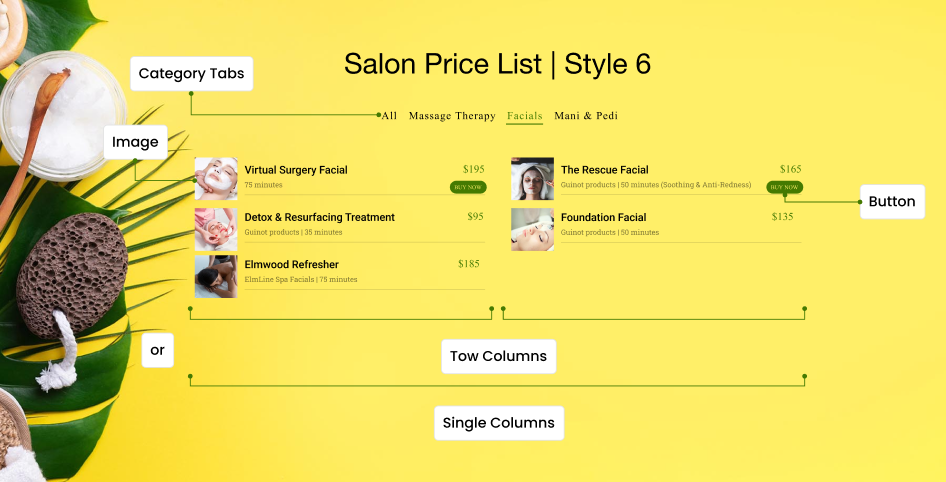 Salon Price List | Style 6
Category Tabs
All Massage Therapy Facials Mani & Pedi
Image
Virtual Surgery Facial $195
75 minutes BUY NOW
Detox & Resurfacing Treatment $95
Guinot products | 35 minutes
Elmwood Refresher $185
ElmLine Spa Facials | 75 minutes
The Rescue Facial $165
Guinot products | 50 minutes (Soothing & Anti-Redness) BUY NOW
Foundation Facial $135
Guinot products | 50 minutes
Button
or
Tow Columns
Single Columns